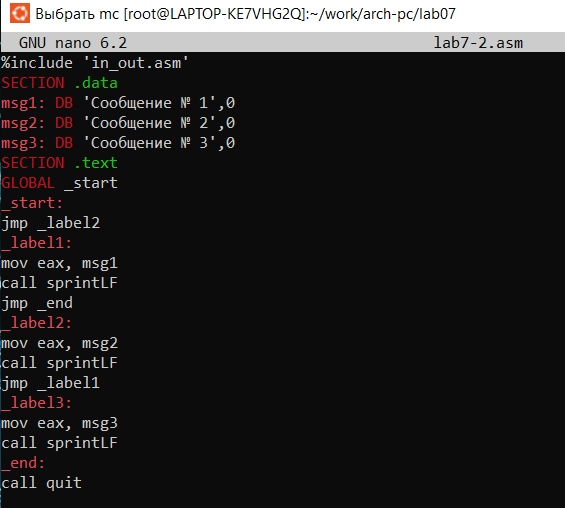 Выбрать mc [root@LAPTOP-KE7VHG2Q]:~/work/arch-pc/lab07
GNU nano 6.2 lab7-2.asm
%include 'in_out.asm'
SECTION .data
msg1: DB 'Сообщение № 1',0
msg2: DB 'Сообщение № 2',0
msg3: DB 'Сообщение № 3',0
SECTION .text
GLOBAL _start
_start:
jmp _label2
_label1:
mov eax, msg1
call sprintLF
jmp _end
_label2:
mov eax, msg2
call sprintLF
jmp _label1
_label3:
mov eax, msg3
call sprintLF
_end:
call quit